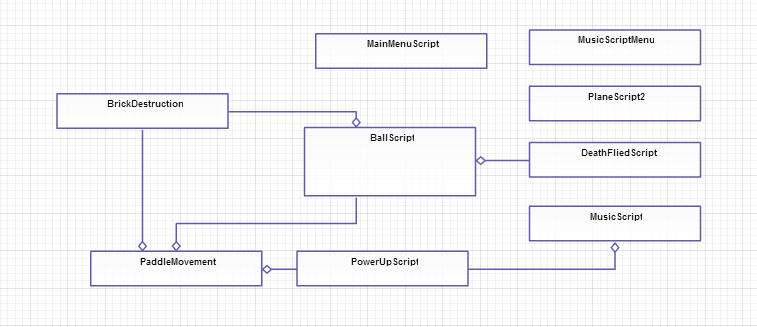 MainMenuScript
MusicScriptMenu
BrickDestruction
PlaneScript2
BallScript
DeathFliedScript
MusicScript
PaddleMovement
PowerUpScript